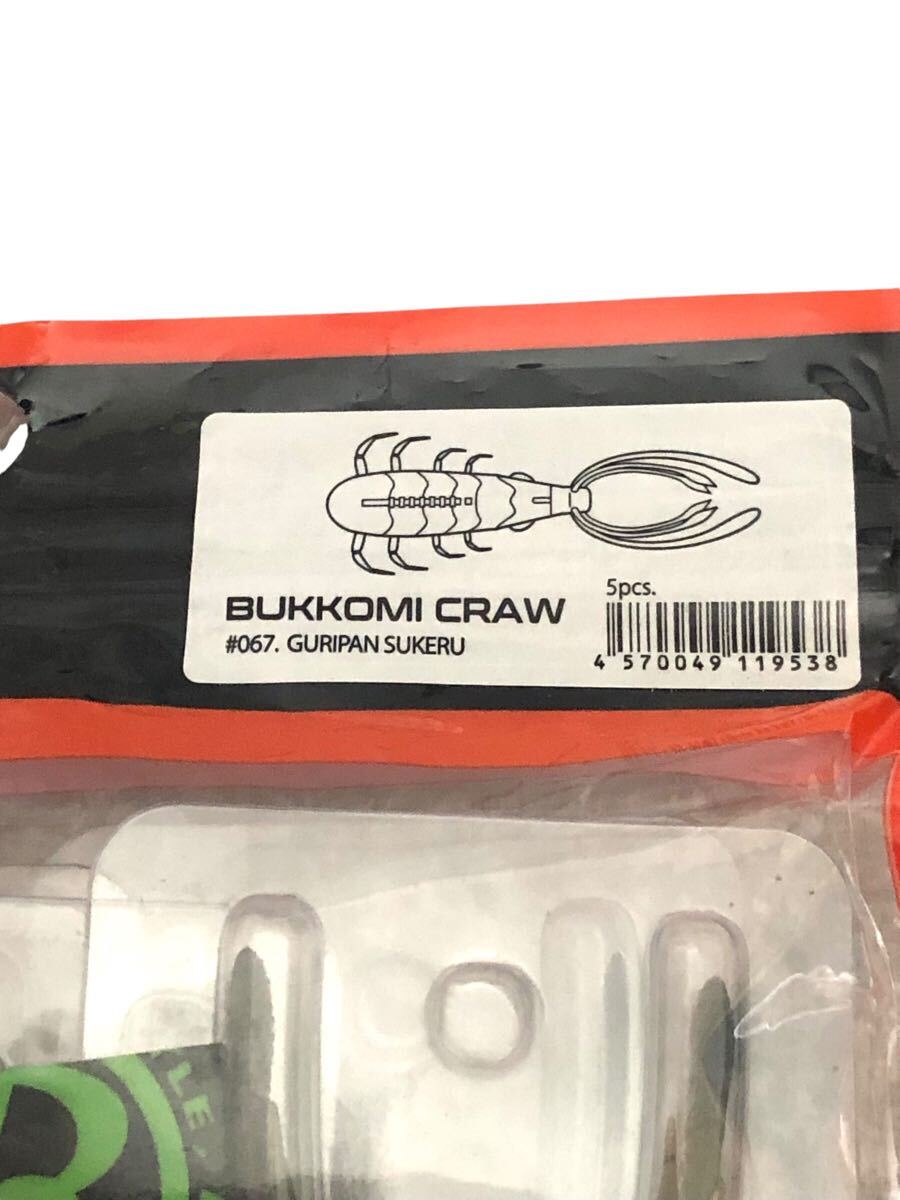 BUKKOMI CRAW
#067. GURIPAN SUKERU
5pcs.
4 570049 119538